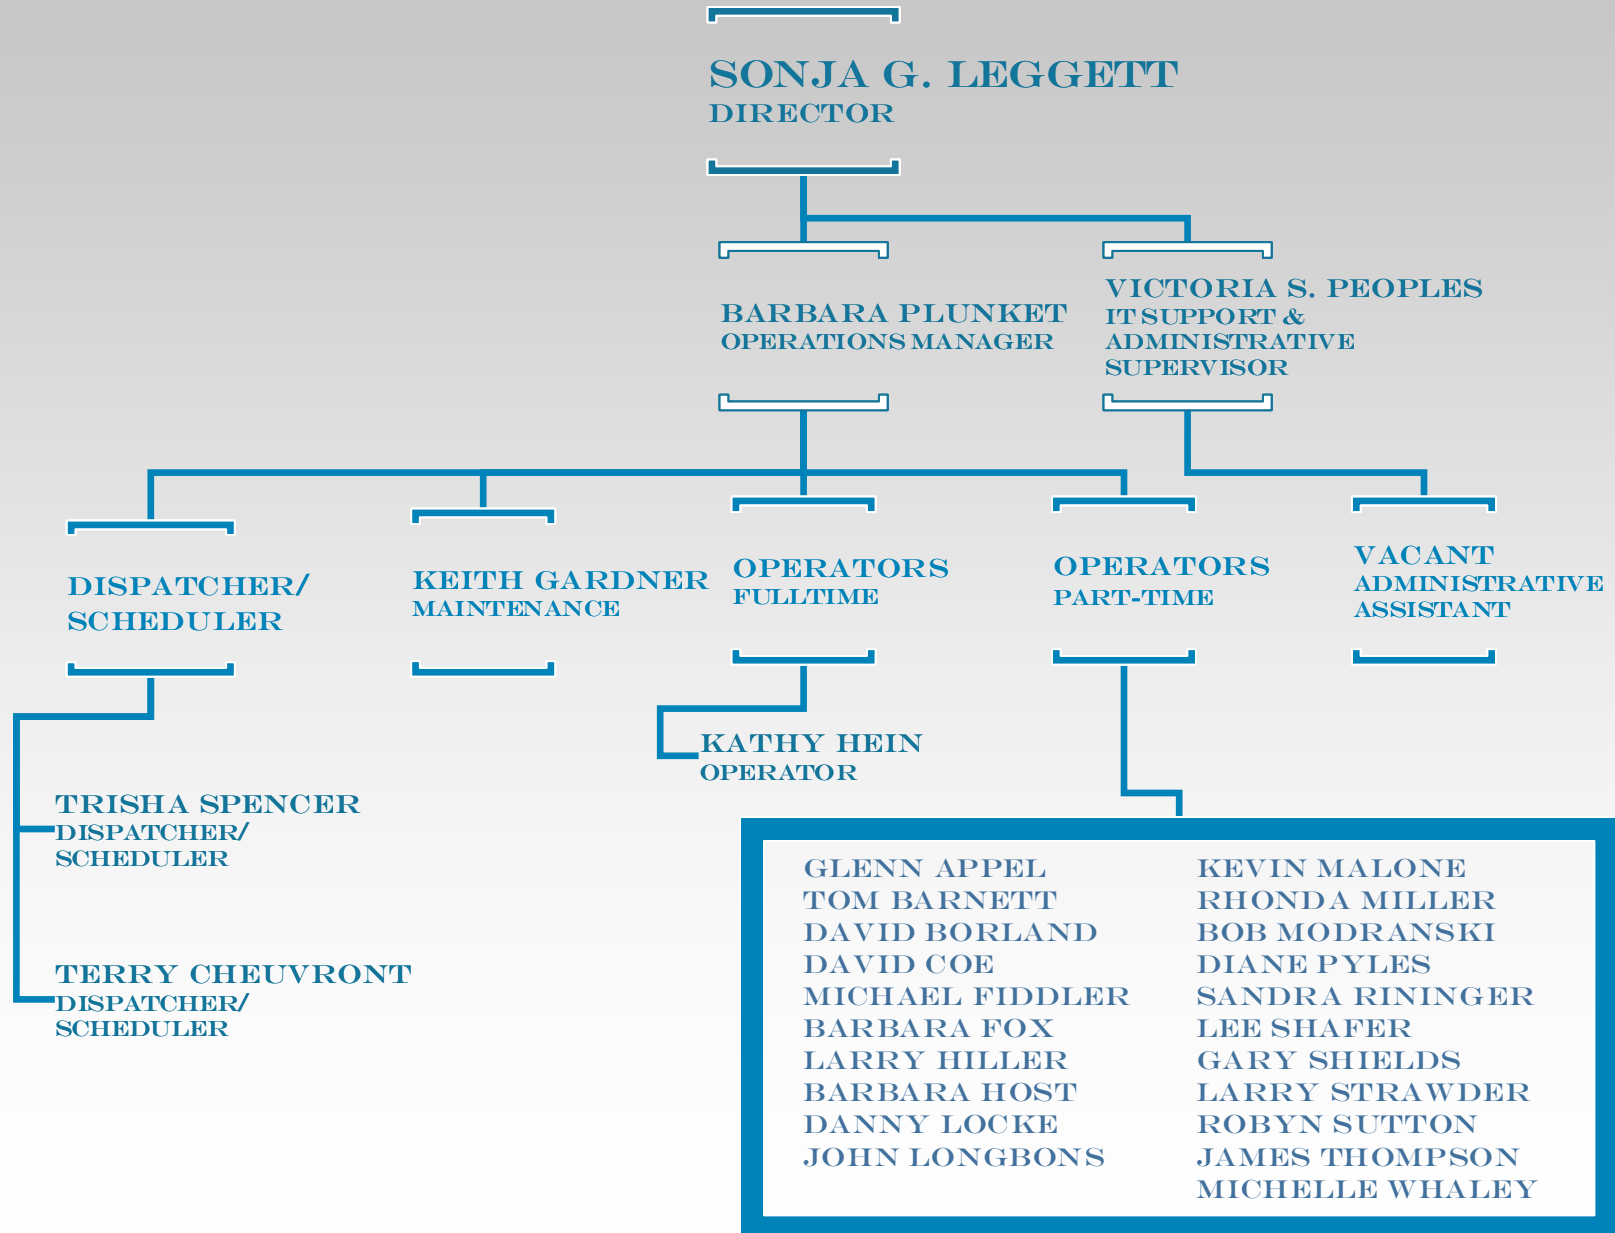 SONJA G. LEGGETT
DIRECTOR
BARBARA PLUNKET
OPERATIONS MANAGER
VICTORIA S. PEOPLES
IT SUPPORT &
ADMINISTRATIVE
SUPERVISOR
DISPATCHER/
SCHEDULER
KEITH GARDNER
MAINTENANCE
OPERATORS
FULLTIME
OPERATORS
PART-TIME
VACANT
ADMINISTRATIVE
ASSISTANT
TRISHA SPENCER
DISPATCHER/
SCHEDULER
TERRY CHEUVRONT
DISPATCHER/
SCHEDULER
KATHY HEIN
OPERATOR
GLENN APPEL
TOM BARNETT
DAVID BORLAND
DAVID COE
MICHAEL FIDDLER
BARBARA FOX
LARRY HILLER
BARBARA HOST
DANNY LOCKE
JOHN LONGBONS
KEVIN MALONE
RHONDA MILLER
BOB MODRANSKI
DIANE PYLES
SANDRA RININGER
LEE SHAFER
GARY SHIELDS
LARRY STRAWDER
ROBYN SUTTON
JAMES THOMPSON
MICHELLE WHALEY